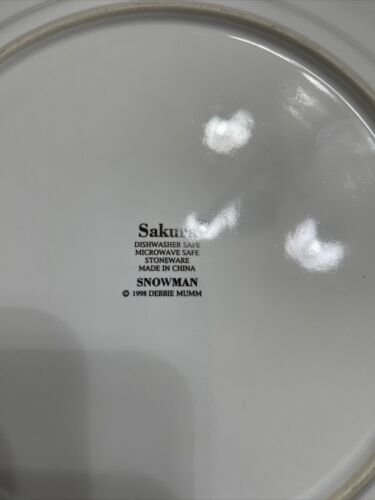 Sakura
DISHWASHER SAFE
MICROWAVE SAFE
STONEWARE
MADE IN CHINA
SNOWMAN
© 1998 DEBBIE MUMM